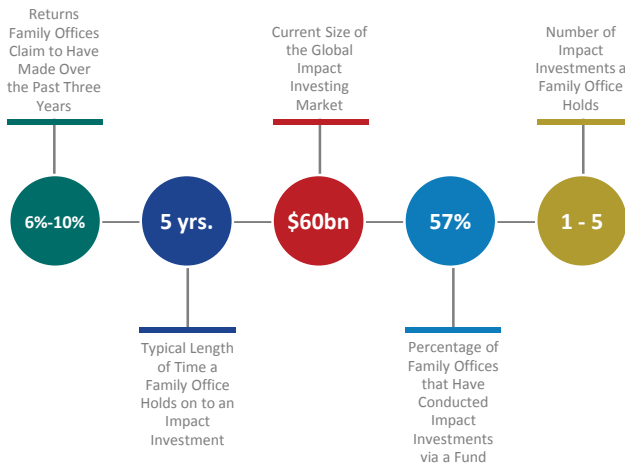 Returns
Family Offices
Claim to Have
Made Over
the Past Three
Years
Current Size of
the Global
Impact
Investing
Market
Number of
Impact
Investments a
Family Office
Holds
6%-10%
5 yrs.
$60bn
57%
1 - 5
Typical Length
of Time a
Family Office
Holds on to an
Impact
Investment
Percentage of
Family Offices
that Have
Conducted
Impact
Investments
via a Fund